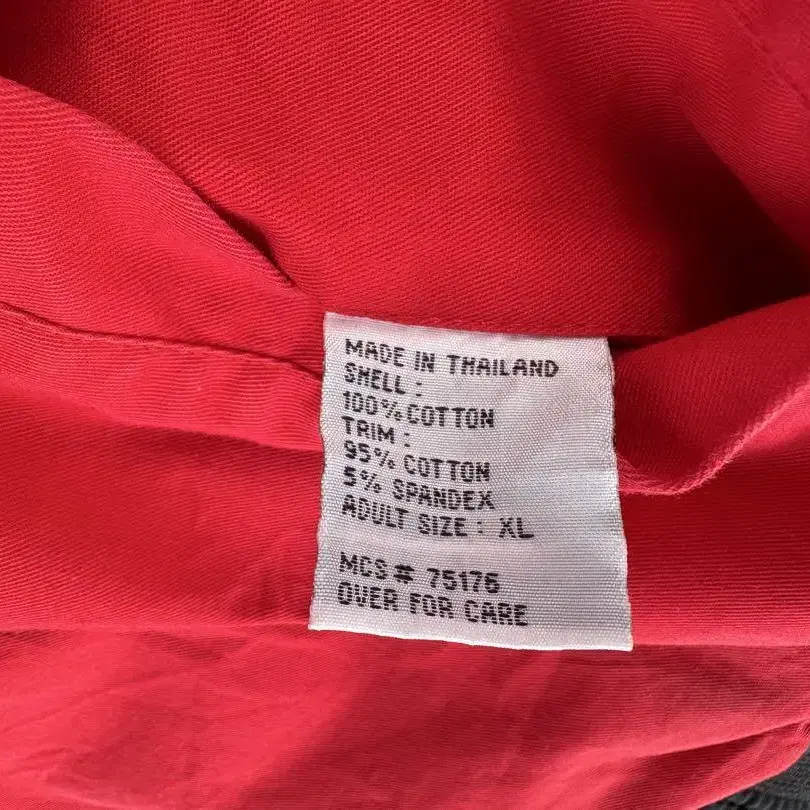 MADE IN THAILAND
SHELL :
100% COTTON
TRIM :
95% COTTON
5% SPANDEX
ADULT SIZE : XL
MCS # 75176
OVER FOR CARE